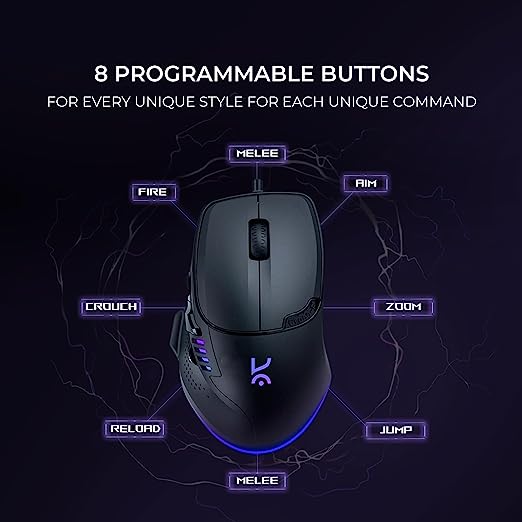 8 PROGRAMMABLE BUTTONS
FOR EVERY UNIQUE STYLE FOR EACH UNIQUE COMMAND
MELEE
FIRE
AIM
CROUCH
ZOOM
RELOAD
JUMP
MELEE